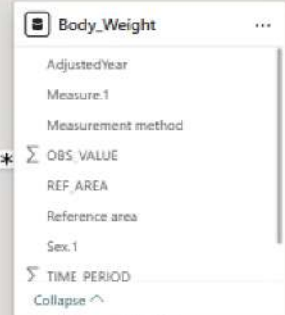 Body_Weight ...
AdjustedYear
Measure.1
Measurement method
* ∑ OBS_VALUE
REF_AREA
Reference area
Sex.1
∑ TIME_PERIOD
Collapse